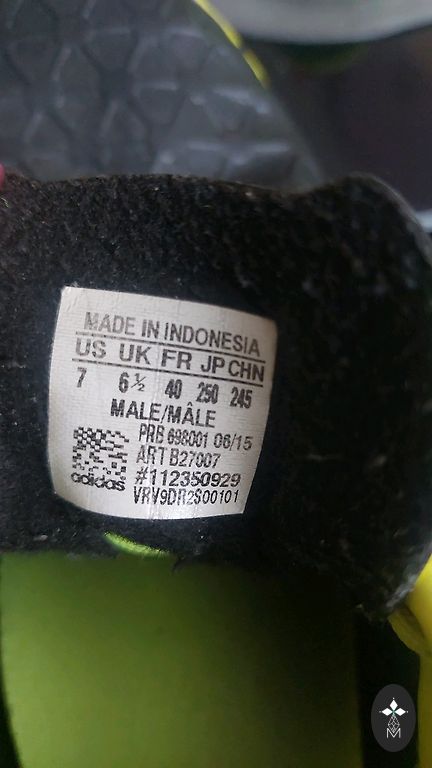 MADE IN INDONESIA
US UK FR JP CHN
7 6½ 40 250 245
MALE/MÂLE
PRB 698001 06/15
ART B27007
#112350929
adidas
VRV9DR2S00101
M